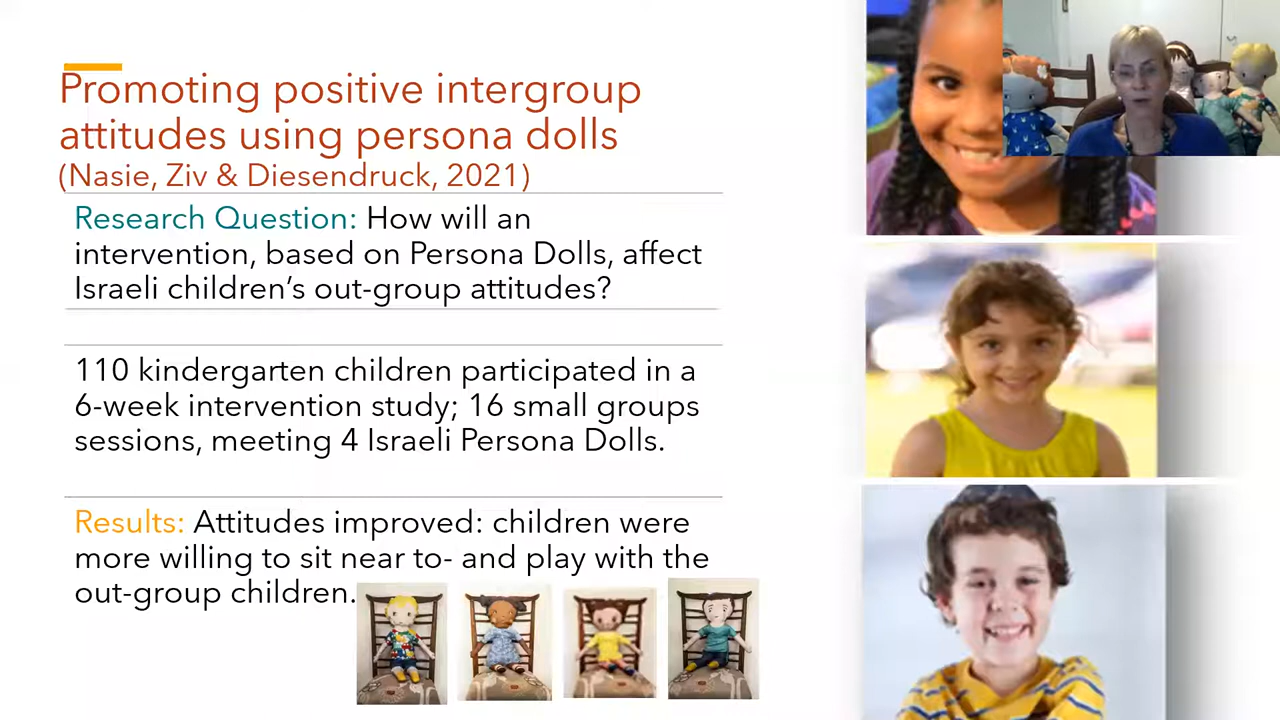 Promoting positive intergroup
attitudes using persona dolls
(Nasie, Ziv & Diesendruck, 2021)
Research Question: How will an
intervention, based on Persona Dolls, affect
Israeli children’s out-group attitudes?
110 kindergarten children participated in a
6-week intervention study; 16 small groups
sessions, meeting 4 Israeli Persona Dolls.
Results: Attitudes improved: children were
more willing to sit near to- and play with the
out-group children.